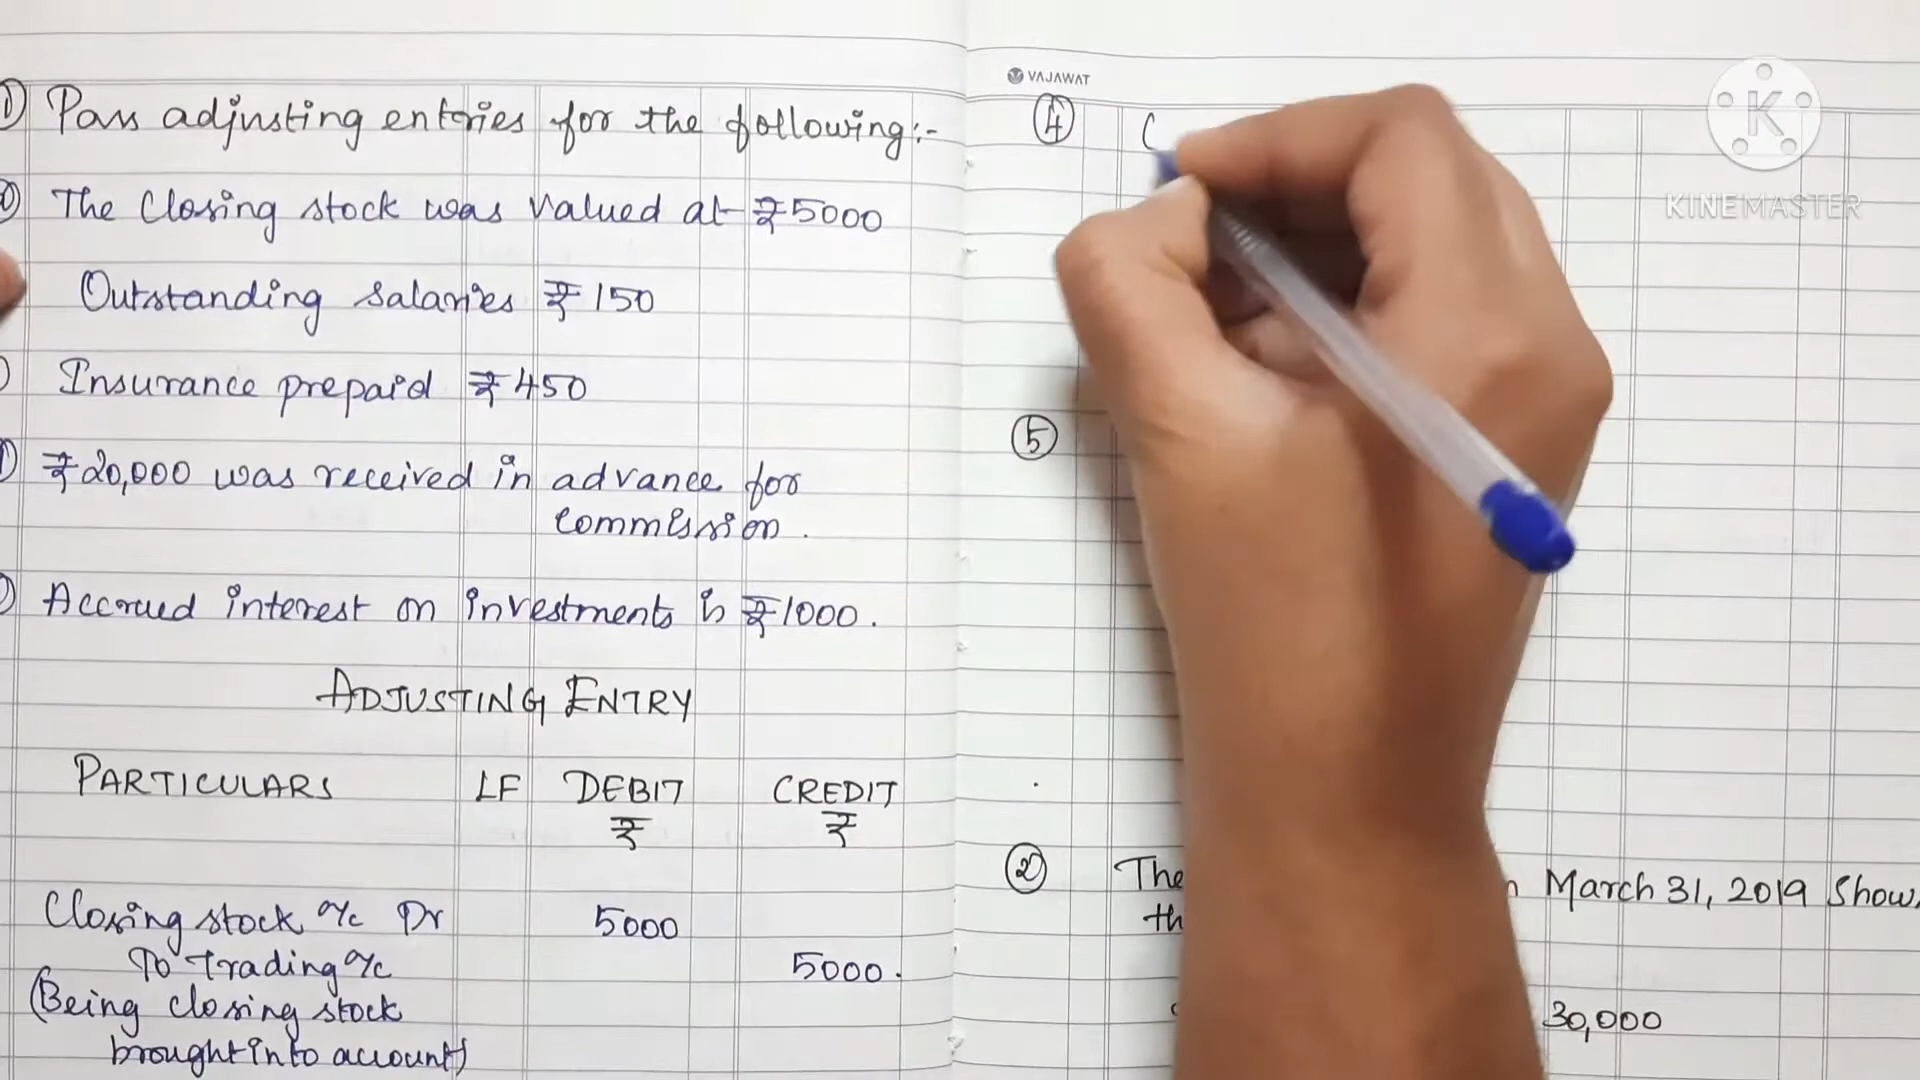 ① Pass adjusting entries for the following:-
The Closing stock was valued at ₹5000
Outstanding salaries ₹150
Insurance prepaid ₹450
₹20,000 was received in advance for
commission.
Accrued interest on investments is ₹1000.
ADJUSTING ENTRY
PARTICULARS LF DEBIT CREDIT
₹ ₹
Closing stock a/c Dr 5000
To Trading a/c 5000.
(Being closing stock
brought into account)
VAJAWAT
④ C
⑤
② The March 31, 2019 Shows
th
30,000
K
KINEMASTER